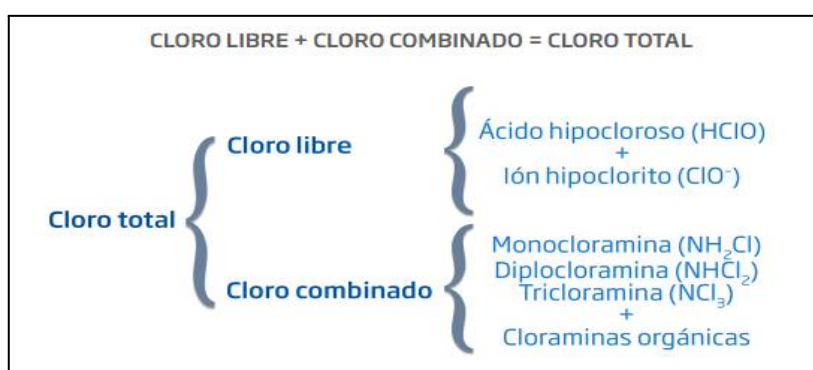 CLORO LIBRE + CLORO COMBINADO = CLORO TOTAL
Cloro total
Cloro libre
Ácido hipocloroso (HClO)
+
Ión hipoclorito (ClO⁻)
Cloro combinado
Monocloramina (NH₂Cl)
Diplocloramina (NHCl₂)
Tricloramina (NCl₃)
+
Cloraminas orgánicas